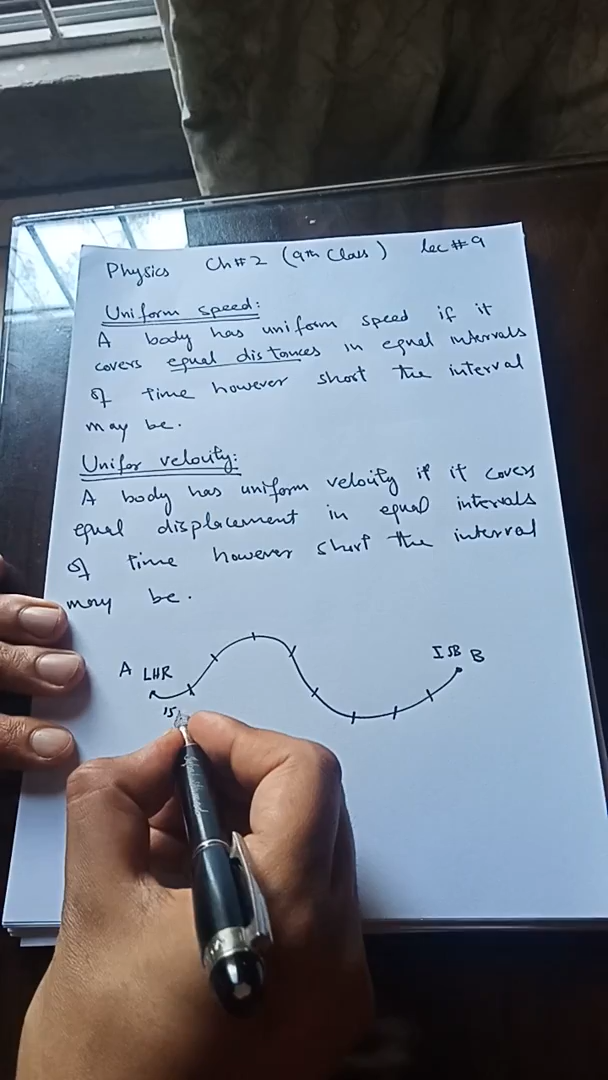 Physics Ch#2 (9th Class) Lec #9
Uniform speed:
A body has uniform speed if it
covers equal distances in equal intervals
of time however short the interval
may be.
Unifor velocity:
A body has uniform velocity if it covers
equal displacement in equal intervals
of time however short the interval
may be.
A LHR ISB B
15